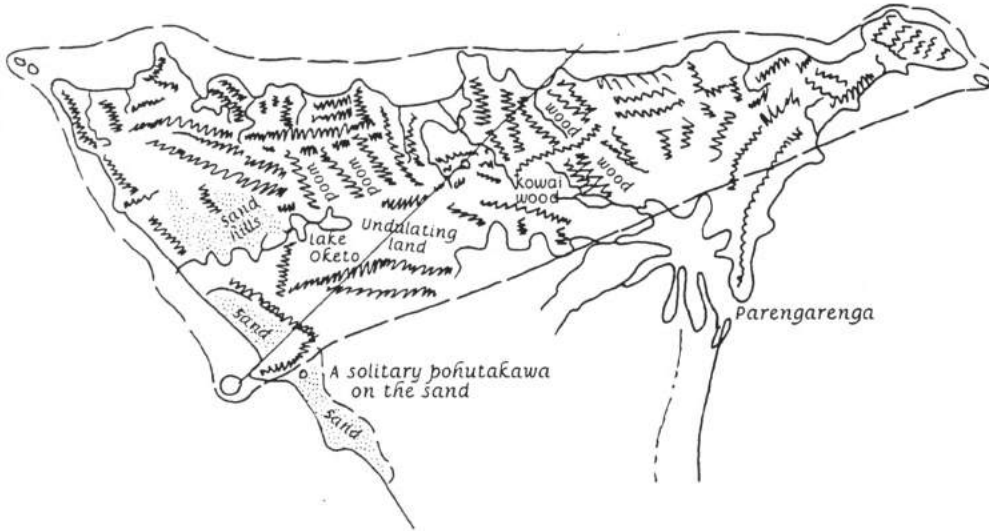 wood
wood
Kowai
wood
wood
wood
Sand
hills
Undulating
land
Lake
Oketo
Sand
Parengarenga
A solitary pohutakawa
on the sand
Sand